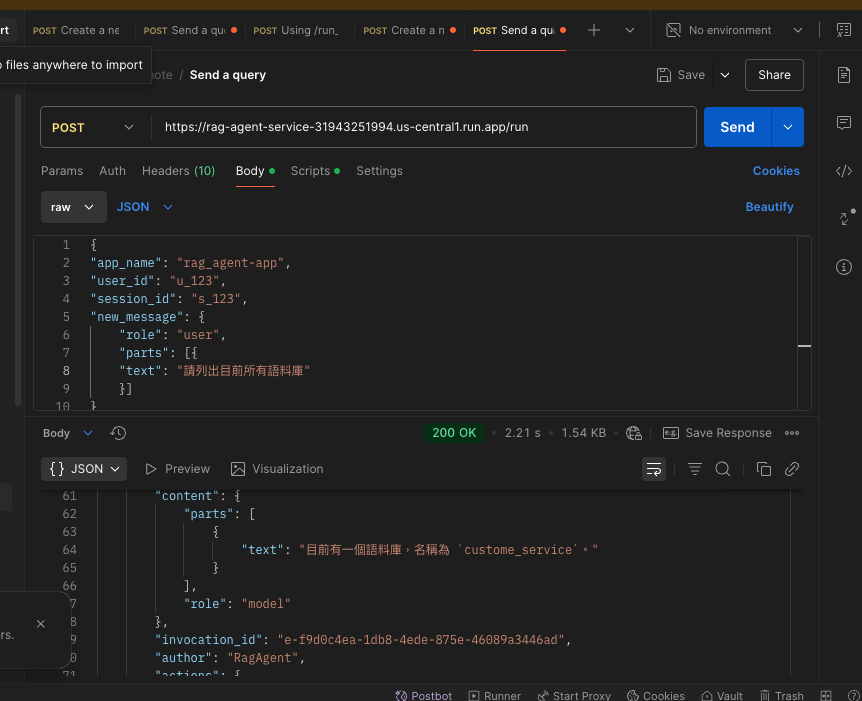 rt
POST Create a ne
POST Send a qu
POST Using /run_
POST Create a n
POST Send a qu
No environment
files anywhere to import
ote / Send a query
Save
Share
POST
https://rag-agent-service-31943251994.us-central1.run.app/run
Send
Params Auth Headers (10) Body Scripts Settings
Cookies
raw JSON
Beautify
1 {
2 "app_name": "rag_agent-app",
3 "user_id": "u_123",
4 "session_id": "s_123",
5 "new_message": {
6 "role": "user",
7 "parts": [{
8 "text": "請列出目前所有語料庫"
9 }]
10 }
Body
200 OK • 2.21 s • 1.54 KB
e.g. Save Response
{ } JSON Preview Visualization
61 "content": {
62 "parts": [
63 {
64 "text": "目前有一個語料庫，名稱為 `custome_service`。"
65 }
66 ],
7 "role": "model"
8 },
9 "invocation_id": "e-f9d0c4ea-1db8-4ede-875e-46089a3446ad",
0 "author": "RagAgent",
71 "actions": {
rs.
Postbot Runner Start Proxy Cookies Vault Trash